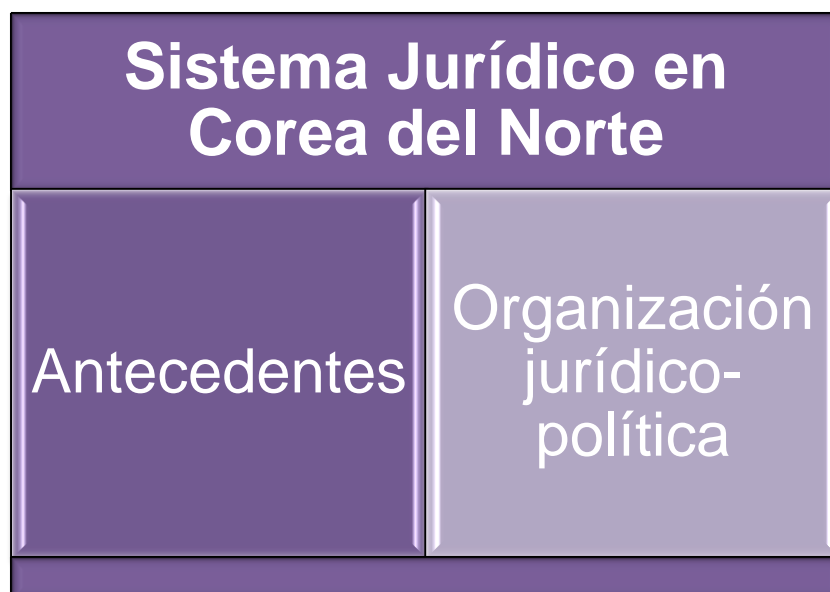 Sistema Jurídico en
Corea del Norte
Antecedentes
Organización
jurídico-
política